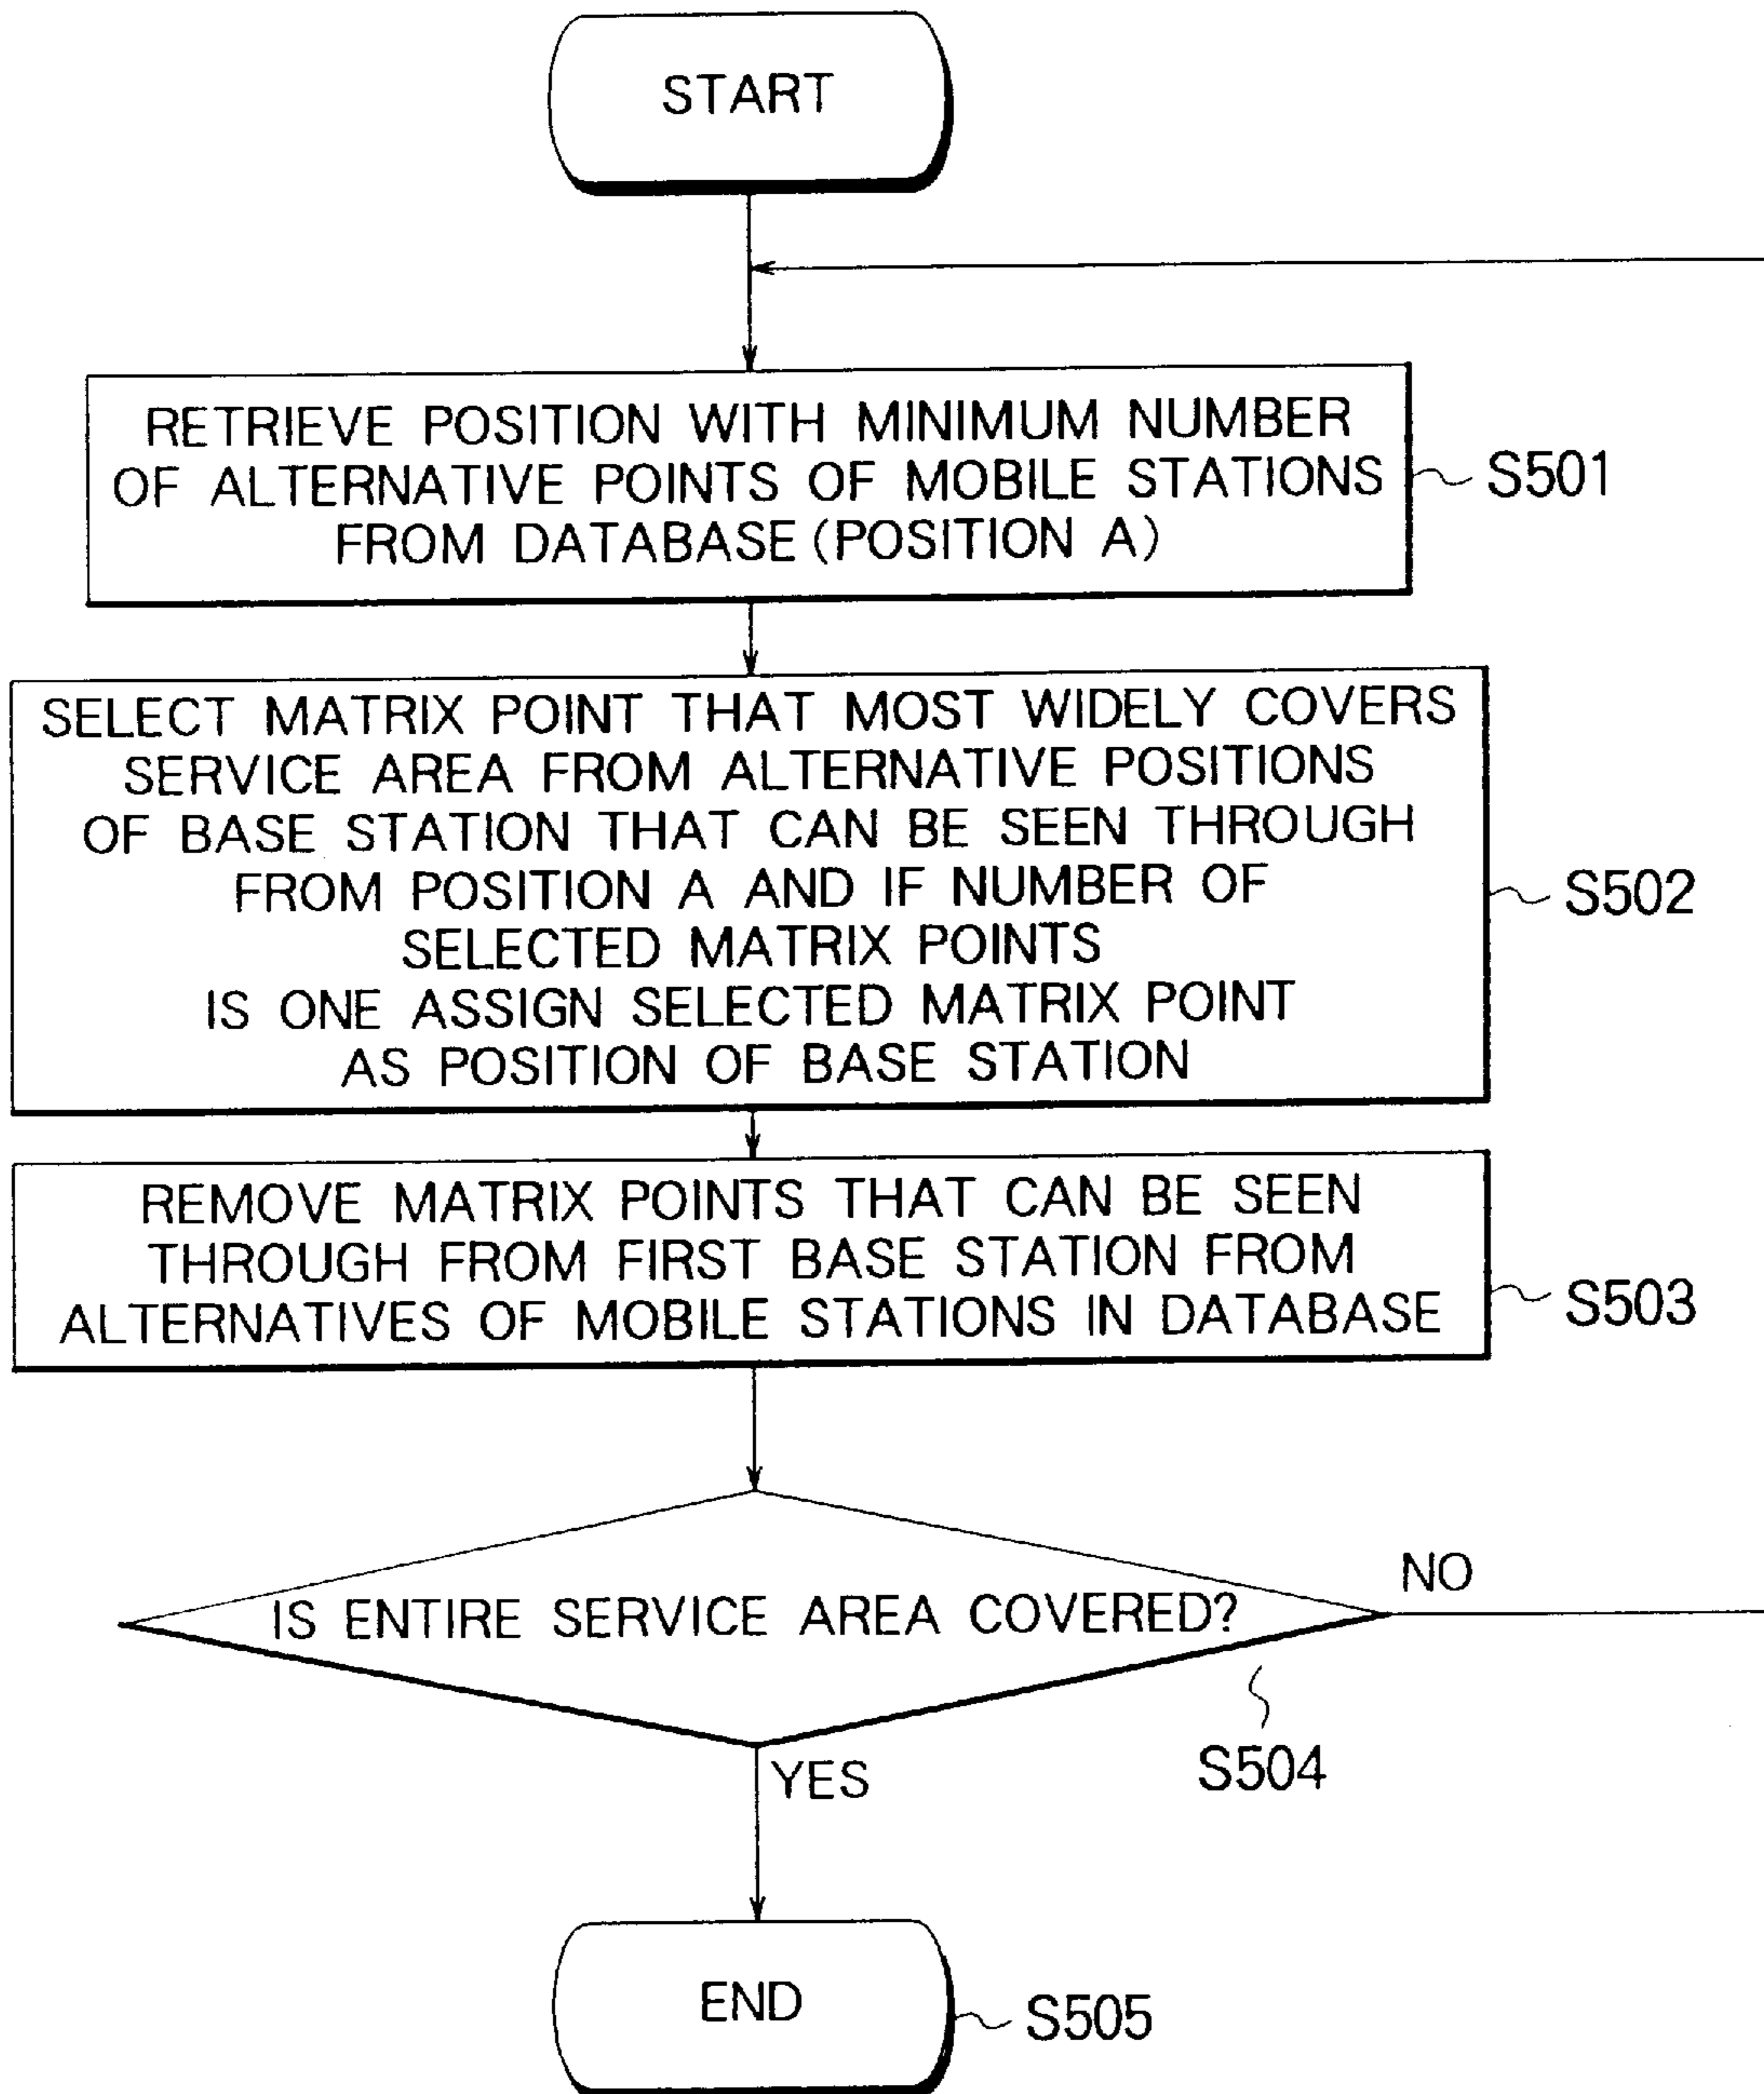 START
RETRIEVE POSITION WITH MINIMUM NUMBER
OF ALTERNATIVE POINTS OF MOBILE STATIONS
FROM DATABASE (POSITION A)
S501
SELECT MATRIX POINT THAT MOST WIDELY COVERS
SERVICE AREA FROM ALTERNATIVE POSITIONS
OF BASE STATION THAT CAN BE SEEN THROUGH
FROM POSITION A AND IF NUMBER OF
SELECTED MATRIX POINTS
IS ONE ASSIGN SELECTED MATRIX POINT
AS POSITION OF BASE STATION
S502
REMOVE MATRIX POINTS THAT CAN BE SEEN
THROUGH FROM FIRST BASE STATION FROM
ALTERNATIVES OF MOBILE STATIONS IN DATABASE
S503
IS ENTIRE SERVICE AREA COVERED?
NO
S504
YES
END
S505